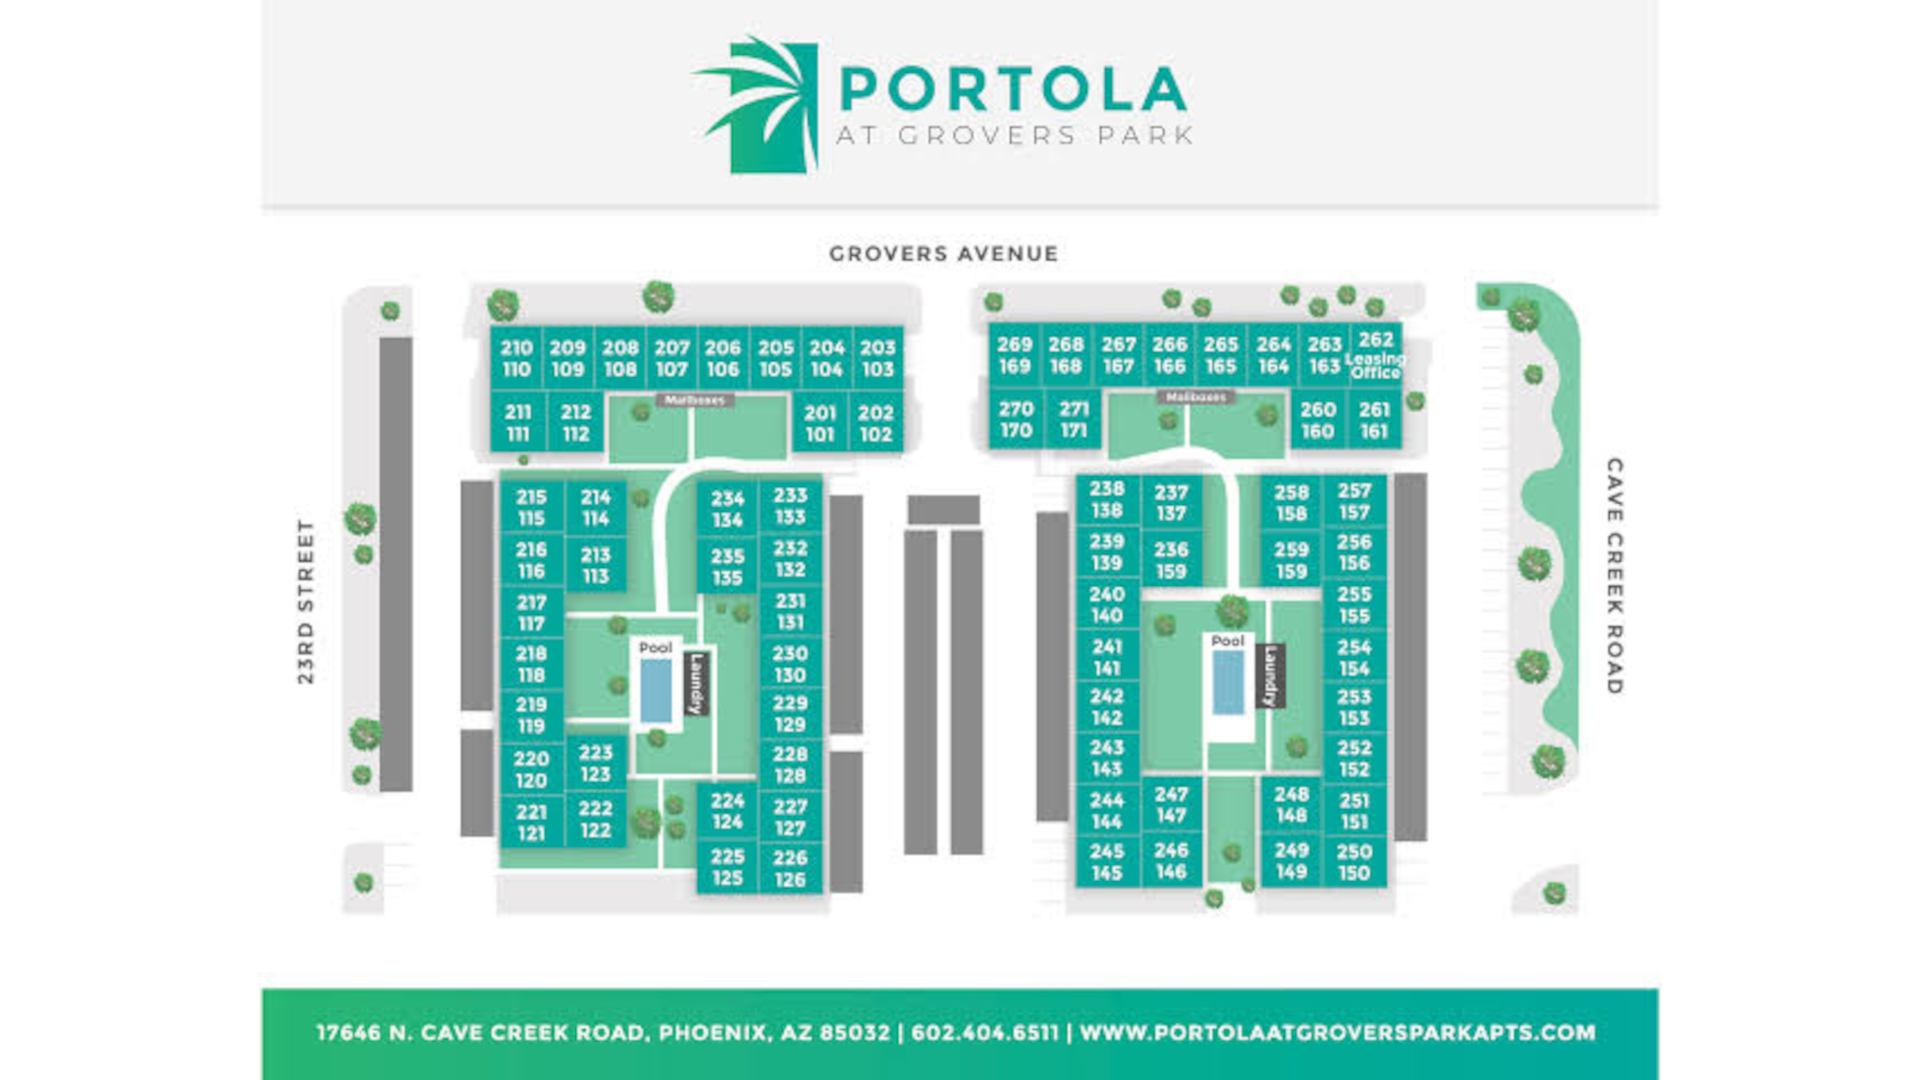 PORTOLA
AT GROVERS PARK
GROVERS AVENUE
210 209 208 207 206 205 204 203
110 109 108 107 106 105 104 103
211 212 Mailboxes 201 202
111 112 101 102
269 268 267 266 265 264 263 262
169 168 167 166 165 164 163 Leasing
Office
270 271 Mailboxes 260 261
170 171 160 161
23RD STREET
215 214 234 233
115 114 134 133
216 213 235 232
116 113 135 132
217 231
117 131
218 Pool Laundry 230
118 130
219 229
119 129
220 223 228
120 123 128
221 222 224 227
121 122 124 127
225 226
125 126
238 237 258 257
138 137 158 157
239 236 259 256
139 159 159 156
240 255
140 155
241 Pool Laundry 254
141 154
242 253
142 153
243 252
143 152
244 247 248 251
144 147 148 151
245 246 249 250
145 146 149 150
CAVE CREEK ROAD
17646 N. CAVE CREEK ROAD, PHOENIX, AZ 85032 | 602.404.6511 | WWW.PORTOLAATGROVERSPARKAPTS.COM